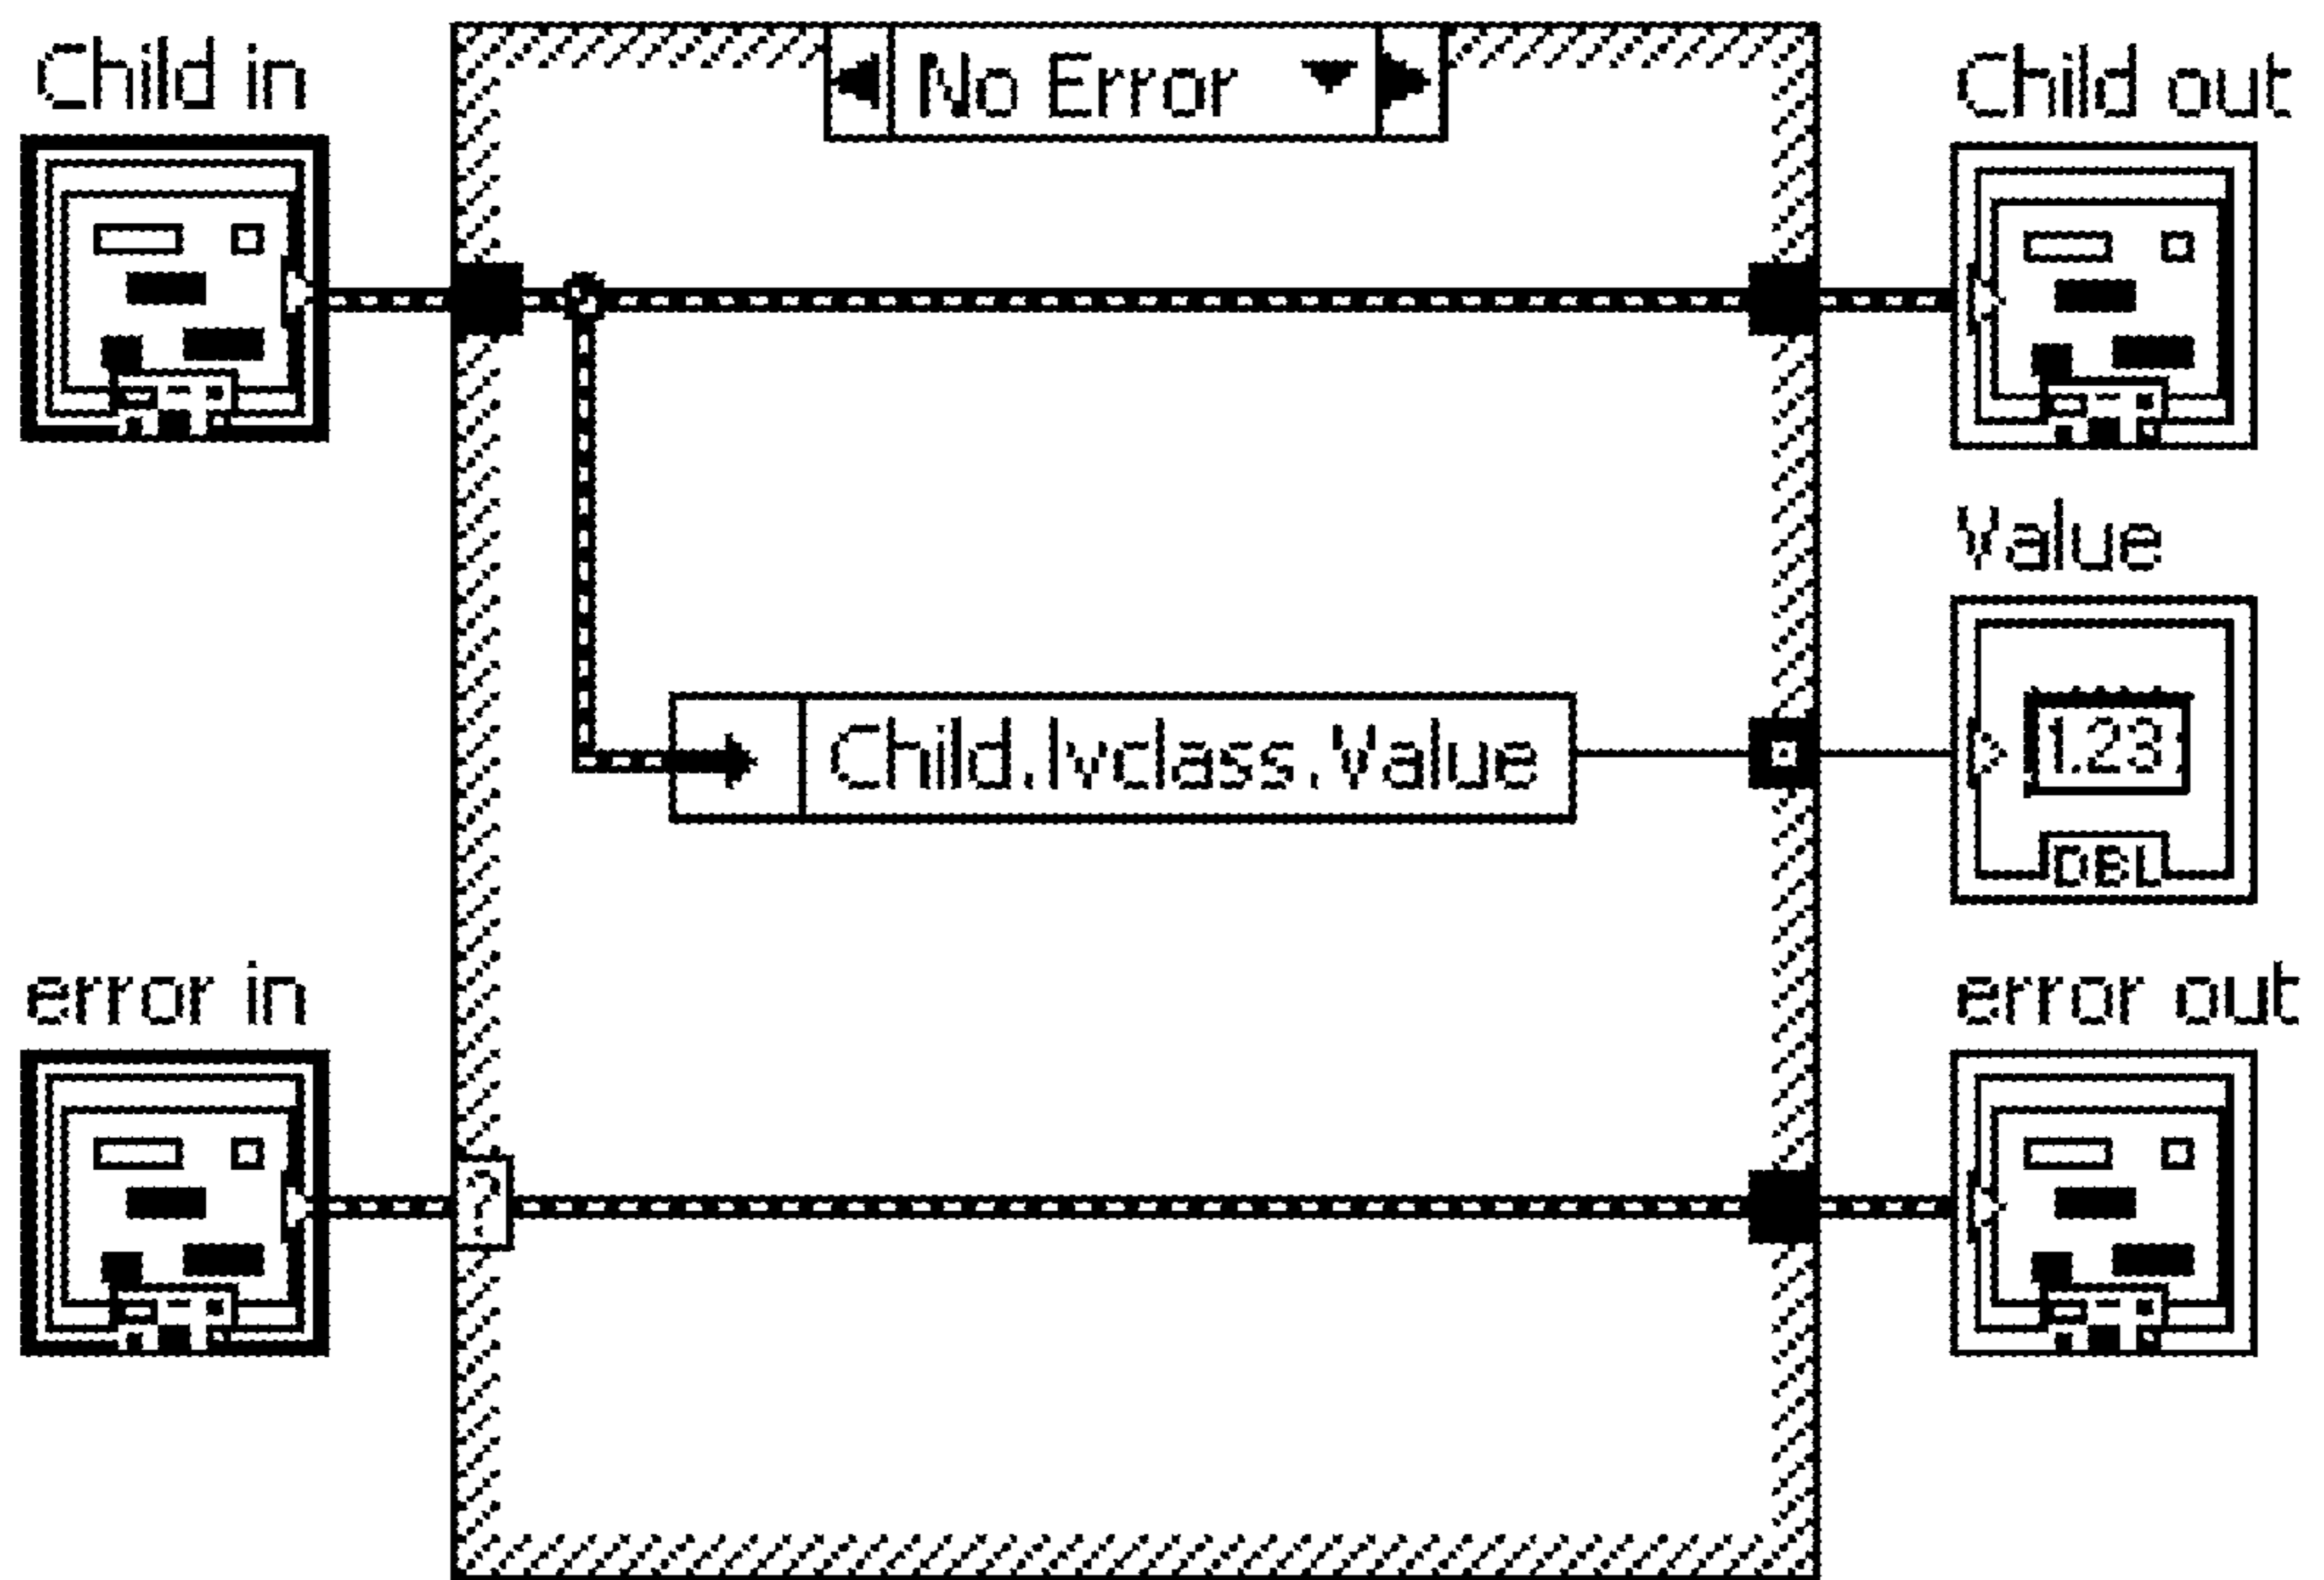 Child in
No Error
Child out
Value
1.23
Child.lvclass.Value
DBL
error in
error out
?